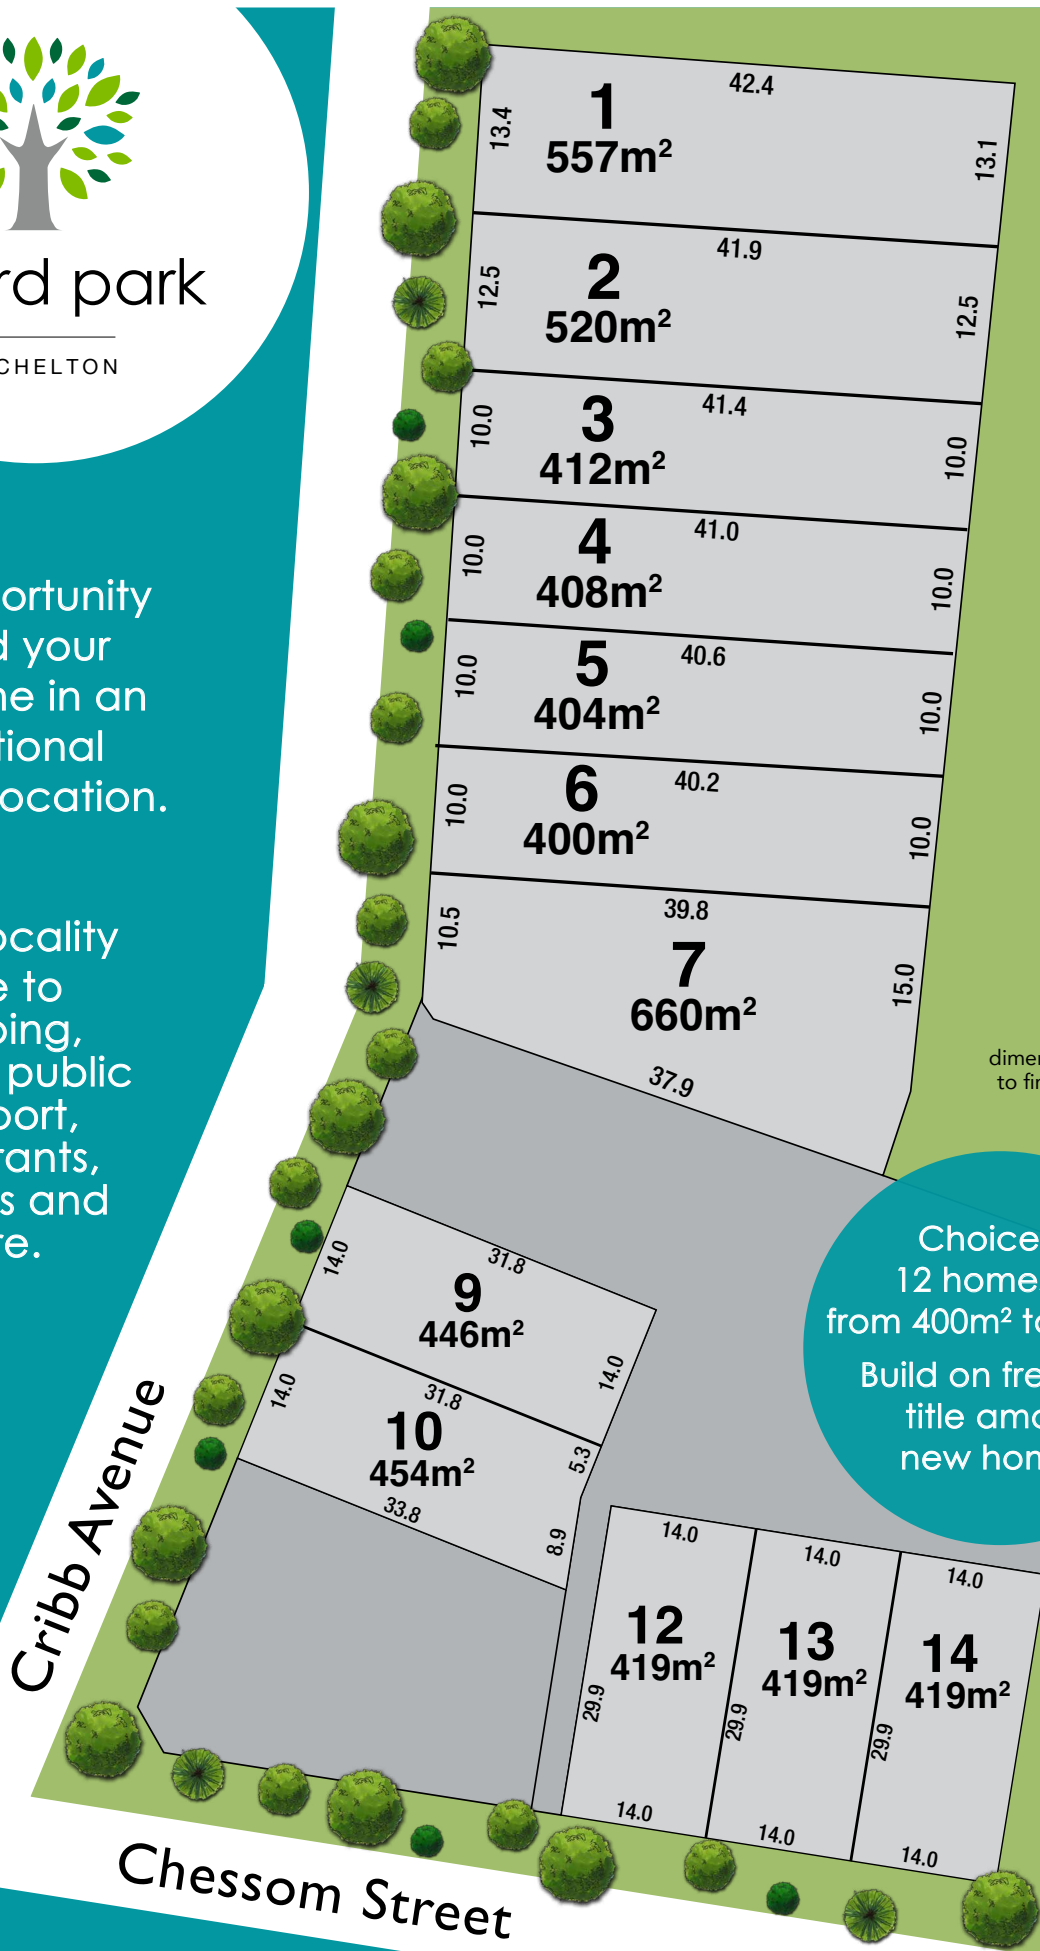 rd park
CHELTON
ortunity
d your
e in an
tional
ocation.
ocality
e to
ping,
public
port,
rants,
s and
re.
42.4
1
557m²
13.4
13.1
41.9
2
520m²
12.5
12.5
41.4
3
412m²
10.0
10.0
41.0
4
408m²
10.0
10.0
40.6
5
404m²
10.0
10.0
40.2
6
400m²
10.0
10.0
39.8
7
660m²
10.5
15.0
37.9
dimen
to fin
Choice
12 home
from 400m² to
Build on fre
title amo
new hom
31.8
9
446m²
14.0
14.0
31.8
10
454m²
14.0
5.3
33.8
8.9
14.0
12
419m²
29.9
14.0
14.0
13
419m²
29.9
14.0
14.0
14
419m²
29.9
14.0
Cribb Avenue
Chessom Street